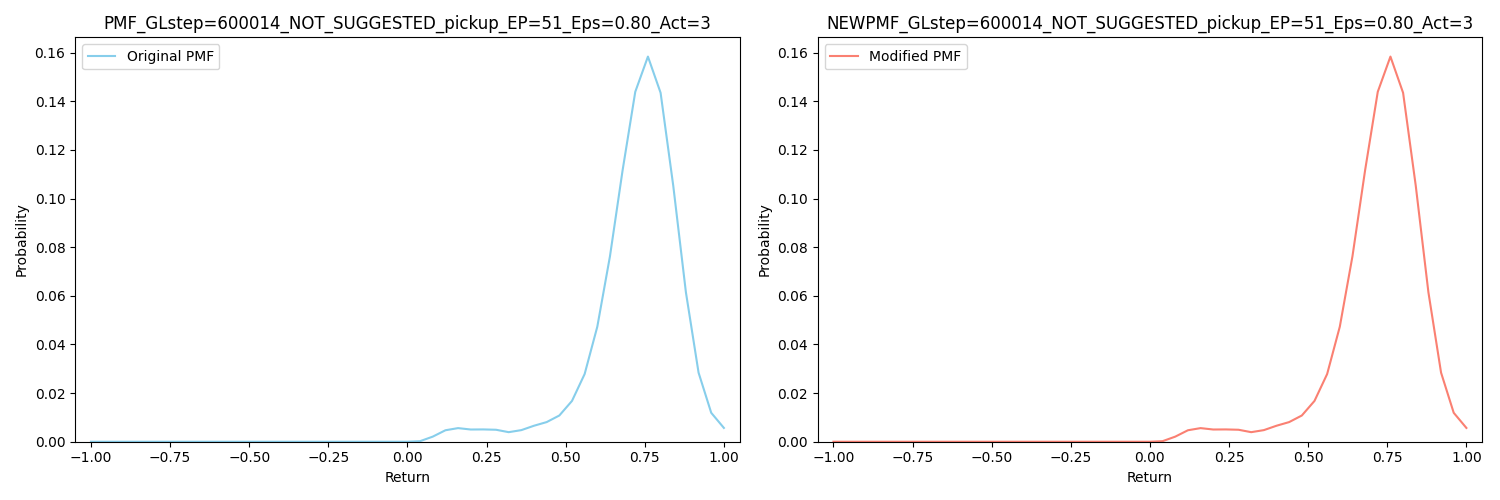 PMF_GLstep=600014_NOT_SUGGESTED_pickup_EP=51_Eps=0.80_Act=3
Original PMF
Probability
0.16
0.14
0.12
0.10
0.08
0.06
0.04
0.02
0.00
−1.00 −0.75 −0.50 −0.25 0.00 0.25 0.50 0.75 1.00
Return
NEWPMF_GLstep=600014_NOT_SUGGESTED_pickup_EP=51_Eps=0.80_Act=3
Modified PMF
Probability
0.16
0.14
0.12
0.10
0.08
0.06
0.04
0.02
0.00
−1.00 −0.75 −0.50 −0.25 0.00 0.25 0.50 0.75 1.00
Return